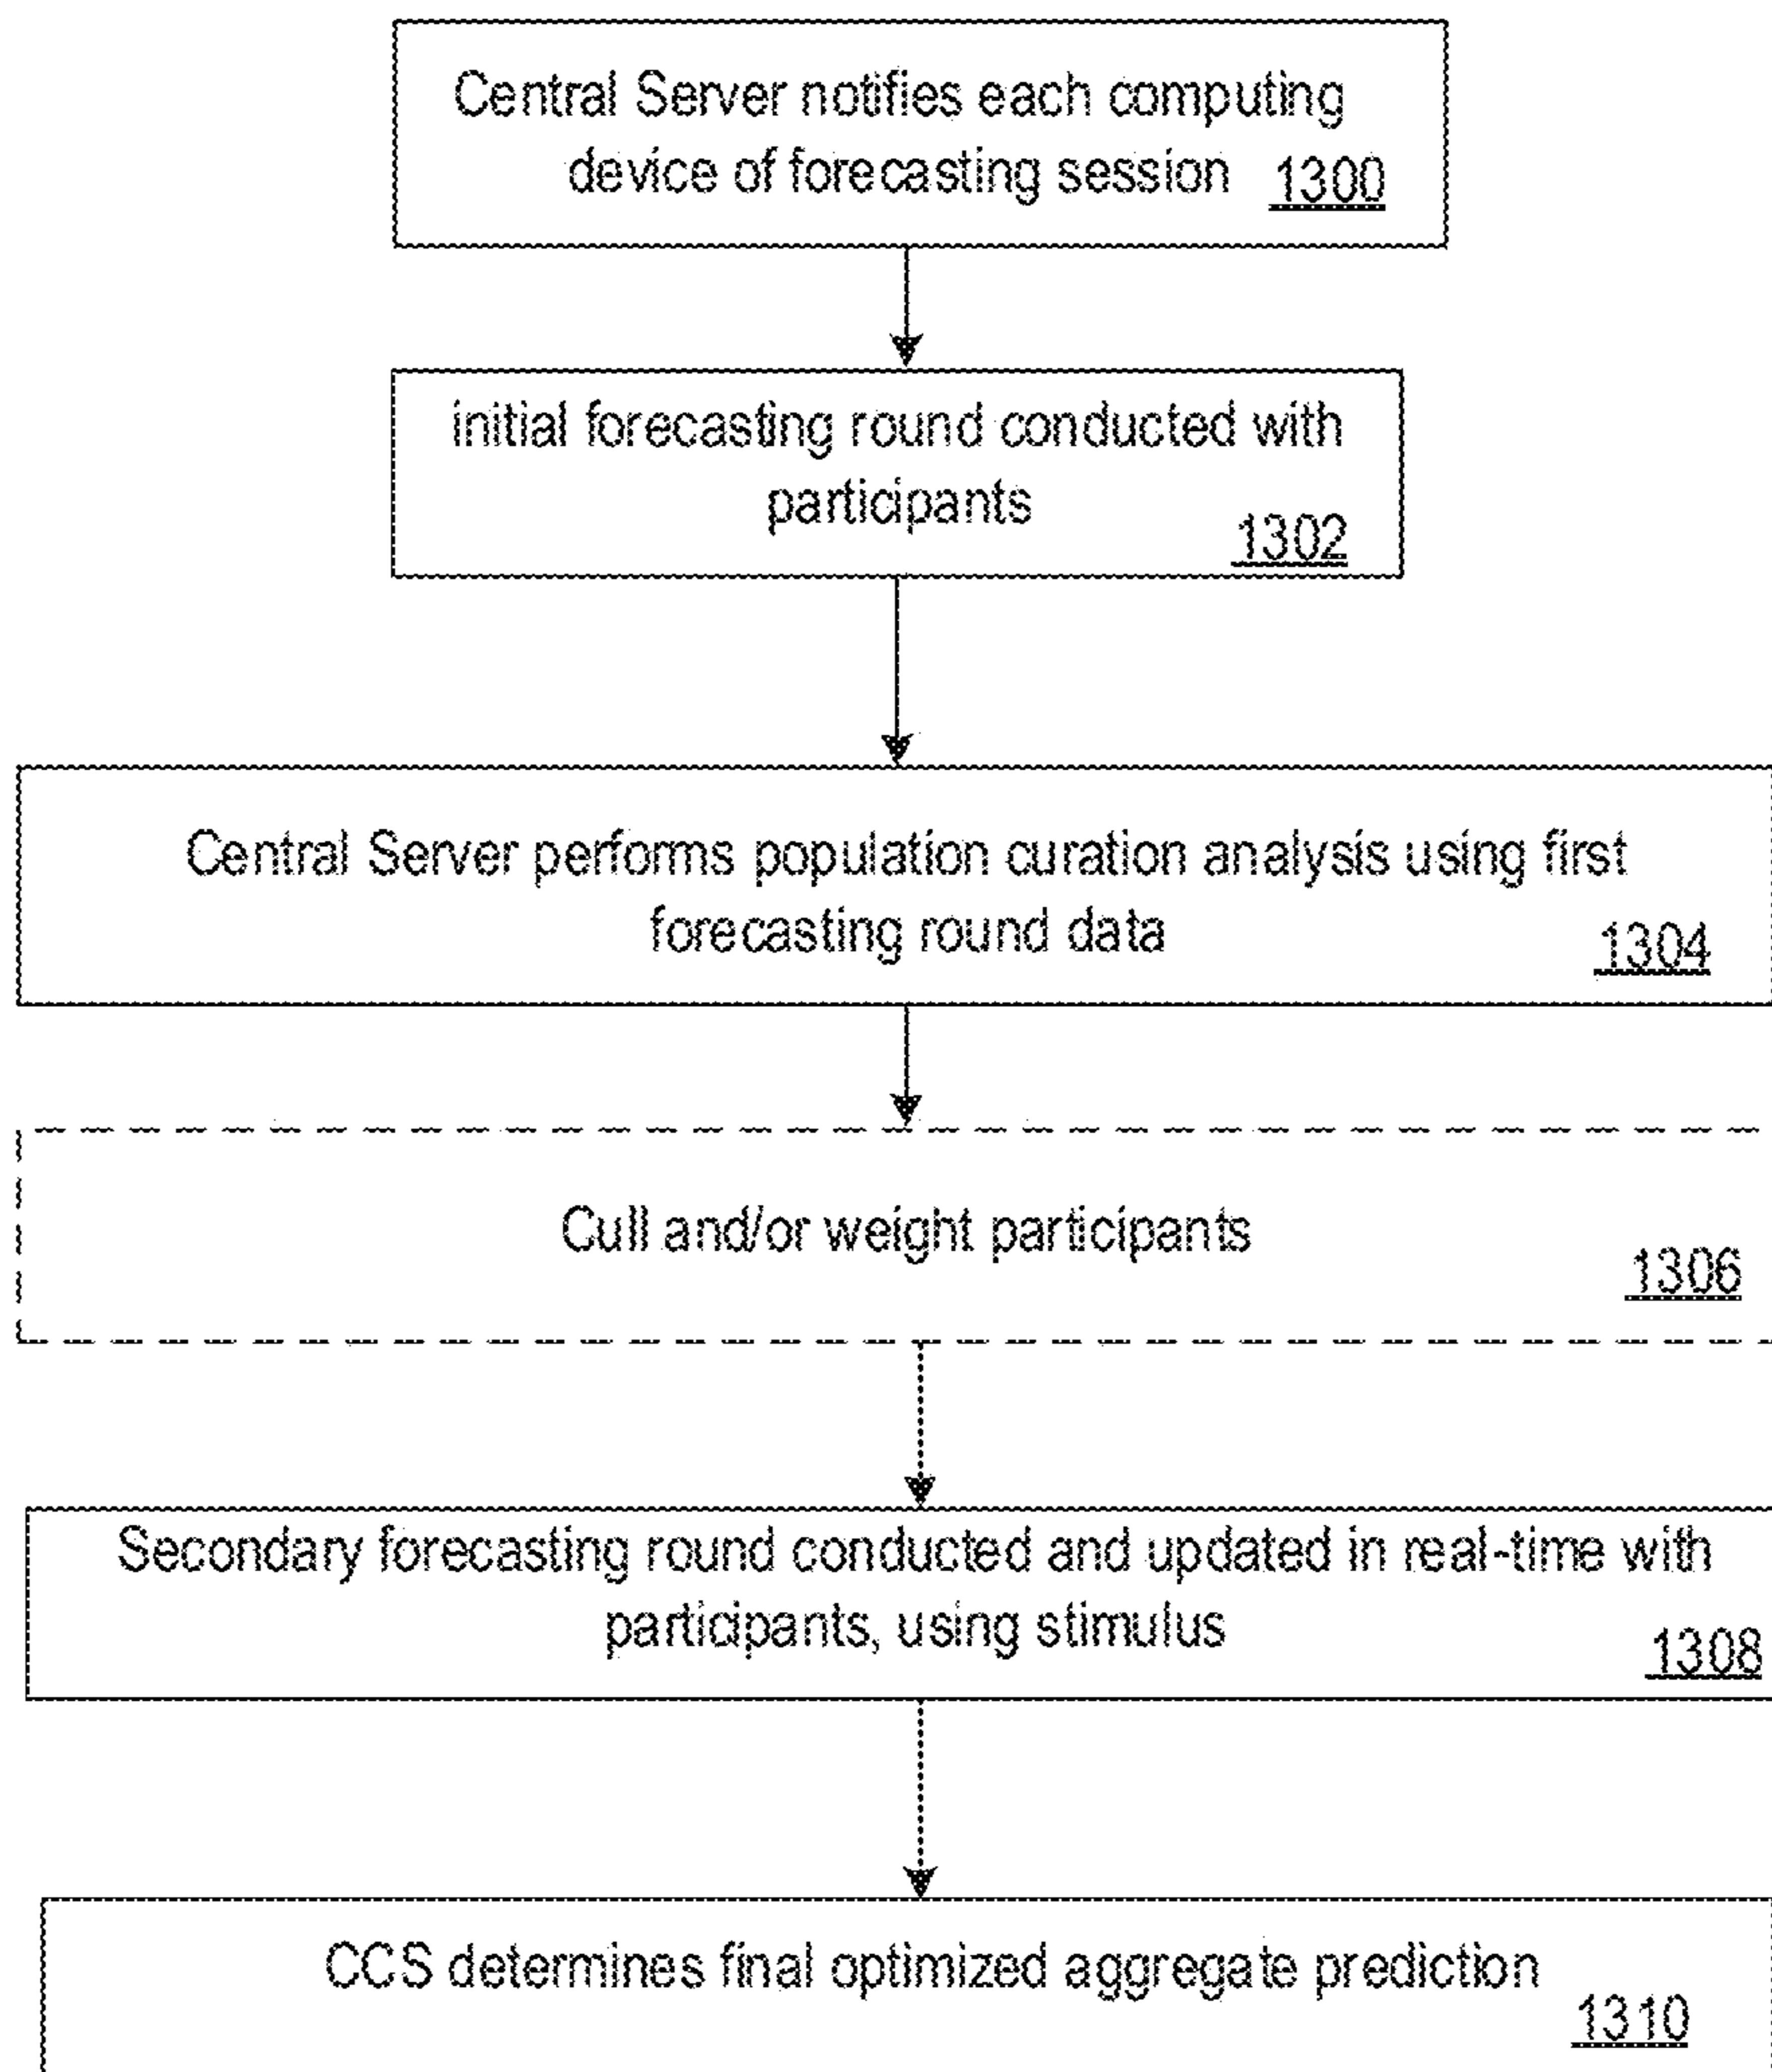 Central Server notifies each computing
device of forecasting session 1300
initial forecasting round conducted with
participants
1302
Central Server performs population curation analysis using first
forecasting round data
1304
Cull and/or weight participants
1306
Secondary forecasting round conducted and updated in real-time with
participants, using stimulus
1308
CCS determines final optimized aggregate prediction
1310